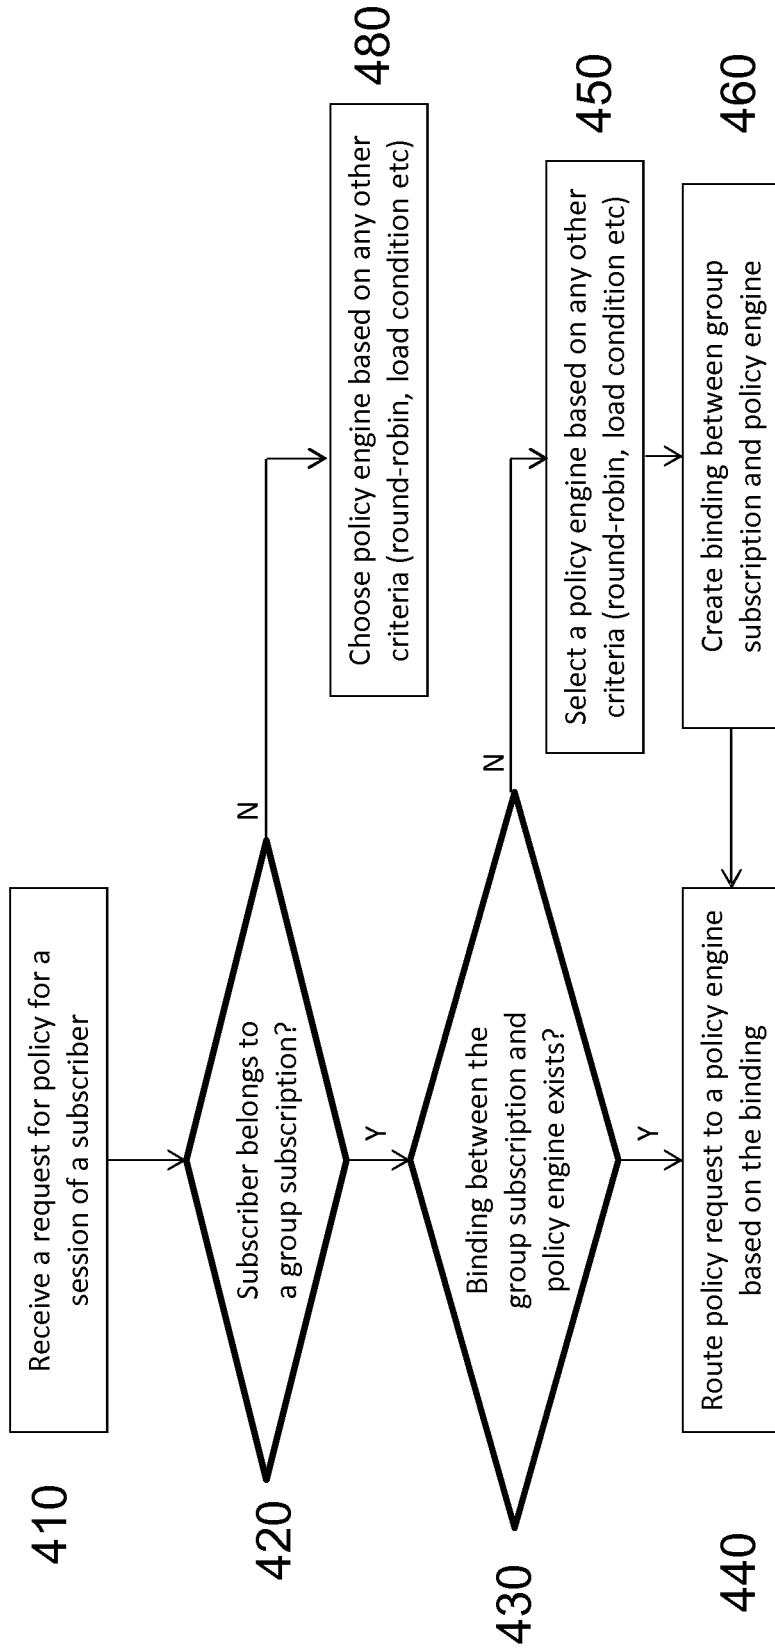 410
Receive a request for policy for a
session of a subscriber
420
Subscriber belongs to
a group subscription?
N
Y
480
Choose policy engine based on any other
criteria (round-robin, load condition etc)
430
Binding between the
group subscription and
policy engine exists?
N
Y
450
Select a policy engine based on any other
criteria (round-robin, load condition etc)
440
Route policy request to a policy engine
based on the binding
460
Create binding between group
subscription and policy engine